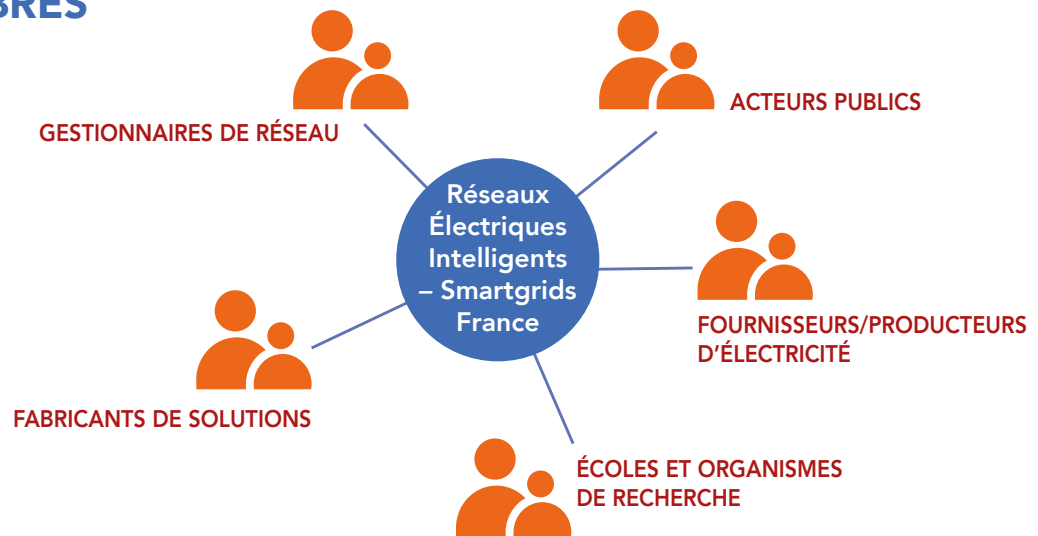 BRES
ACTEURS PUBLICS
GESTIONNAIRES DE RÉSEAU
Réseaux
Électriques
Intelligents
– Smartgrids
France
FOURNISSEURS/PRODUCTEURS
D'ÉLECTRICITÉ
FABRICANTS DE SOLUTIONS
ÉCOLES ET ORGANISMES
DE RECHERCHE